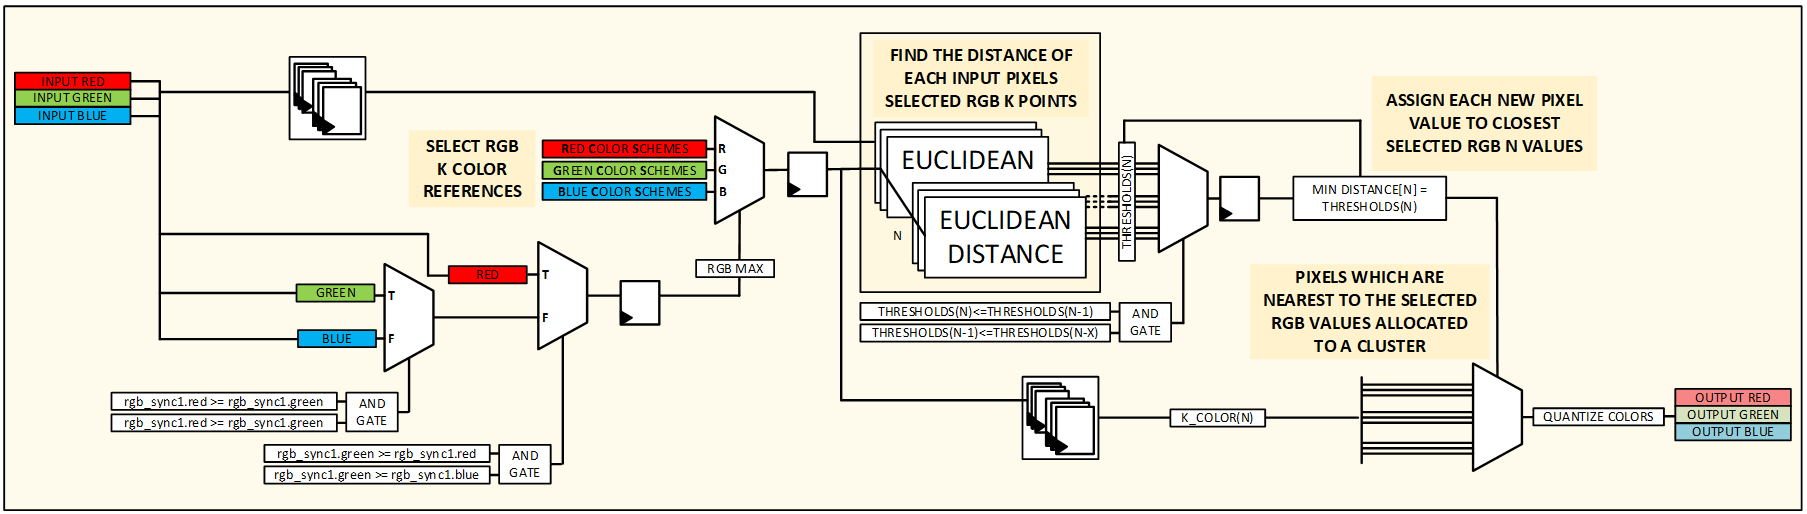 INPUT RED
INPUT GREEN
INPUT BLUE
SELECT RGB
K COLOR
REFERENCES
RED COLOR SCHEMES
GREEN COLOR SCHEMES
BLUE COLOR SCHEMES
R
G
B
RGB MAX
RED
GREEN
BLUE
T
F
T
F
rgb_sync1.red >= rgb_sync1.green
rgb_sync1.red >= rgb_sync1.green
AND
GATE
rgb_sync1.green >= rgb_sync1.red
rgb_sync1.green >= rgb_sync1.blue
AND
GATE
FIND THE DISTANCE OF
EACH INPUT PIXELS
SELECTED RGB K POINTS
EUCLIDEAN
N
EUCLIDEAN
DISTANCE
THRESHOLDS(N)
THRESHOLDS(N)<=THRESHOLDS(N-1)
THRESHOLDS(N-1)<=THRESHOLDS(N-X)
AND
GATE
ASSIGN EACH NEW PIXEL
VALUE TO CLOSEST
SELECTED RGB N VALUES
MIN DISTANCE[N] =
THRESHOLDS(N)
PIXELS WHICH ARE
NEAREST TO THE SELECTED
RGB VALUES ALLOCATED
TO A CLUSTER
K_COLOR(N)
QUANTIZE COLORS
OUTPUT RED
OUTPUT GREEN
OUTPUT BLUE